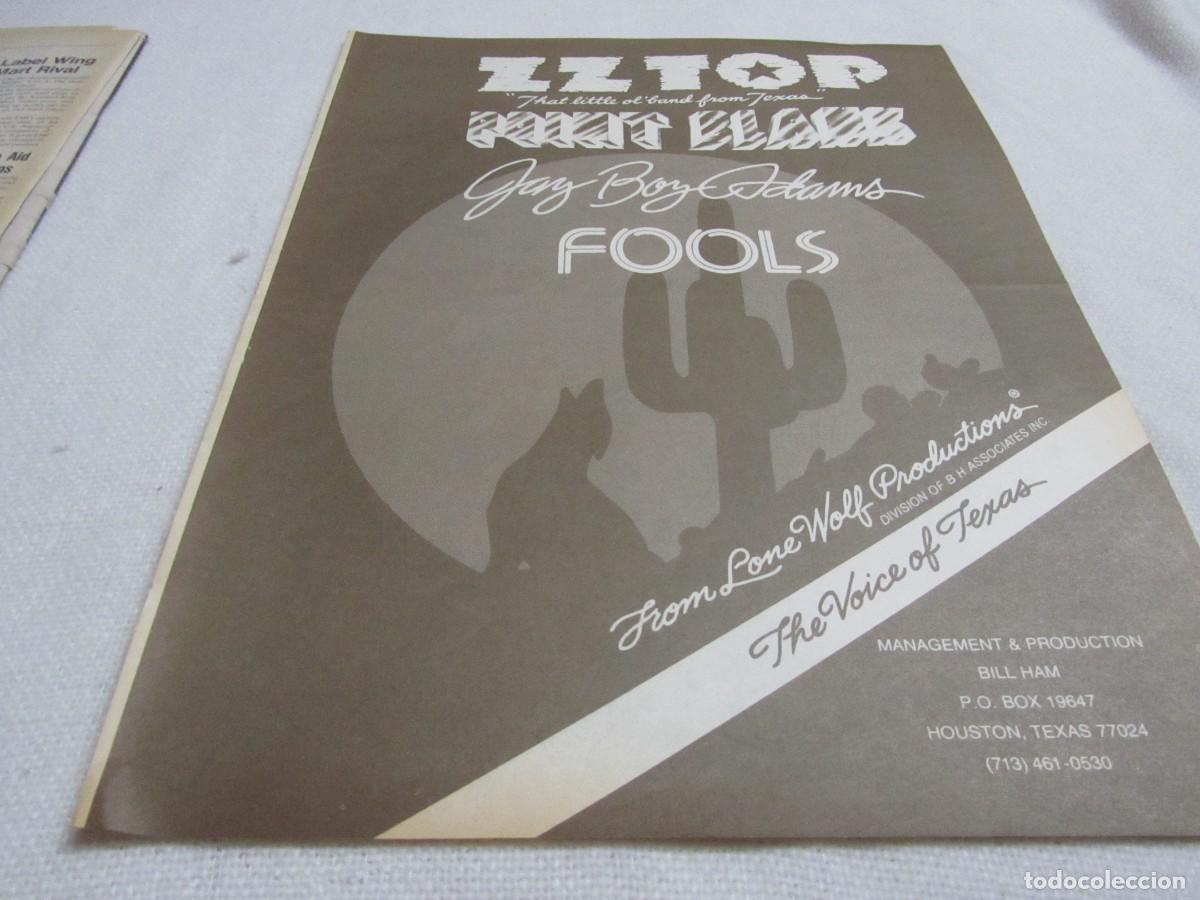 Label Wing
Mart Rival
Aid
ZZ TOP
"That little ol' band from Texas"
POINT BLANK
Jay Boy Adams
FOOLS
From Lone Wolf Productions®
DIVISION OF B H ASSOCIATES INC.
The Voice of Texas
MANAGEMENT & PRODUCTION
BILL HAM
P.O. BOX 19647
HOUSTON, TEXAS 77024
(713) 461-0530
todocoleccion